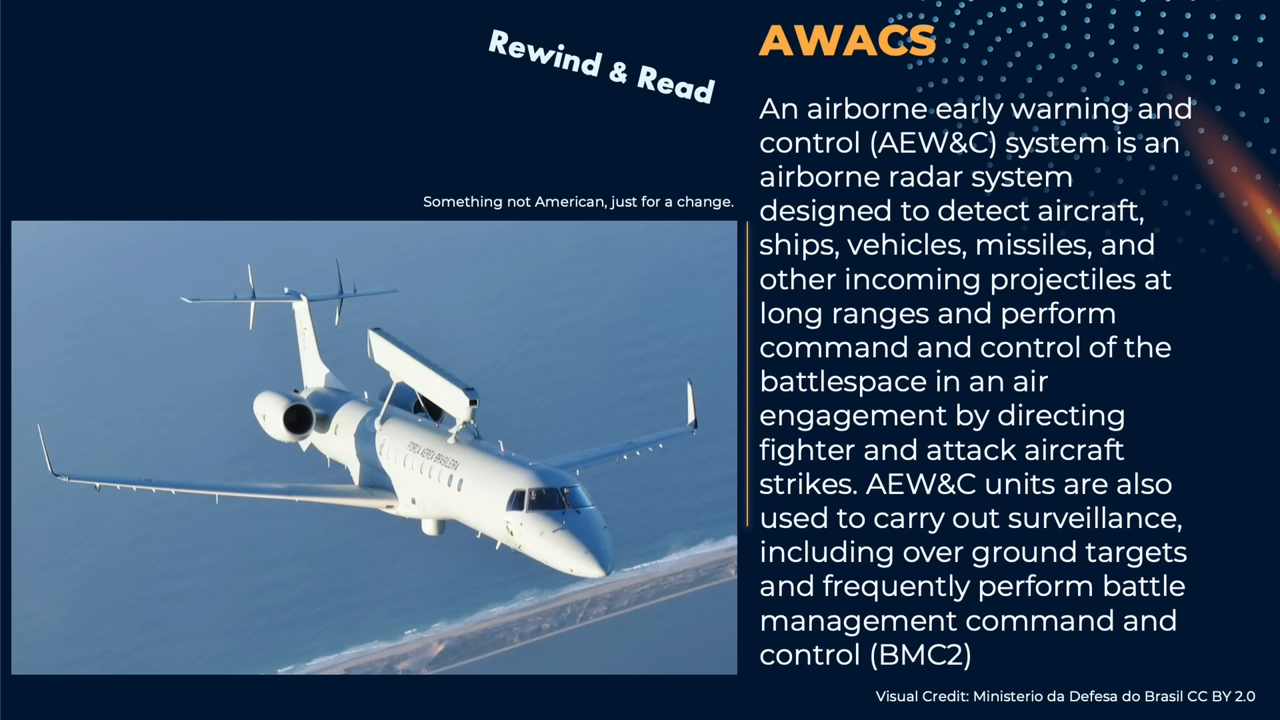 Rewind & Read
AWACS
An airborne early warning and
control (AEW&C) system is an
airborne radar system
designed to detect aircraft,
ships, vehicles, missiles, and
other incoming projectiles at
long ranges and perform
command and control of the
battlespace in an air
engagement by directing
fighter and attack aircraft
strikes. AEW&C units are also
used to carry out surveillance,
including over ground targets
and frequently perform battle
management command and
control (BMC2)
Something not American, just for a change.
FORÇA AÉREA BRASILEIRA
Visual Credit: Ministerio da Defesa do Brasil CC BY 2.0